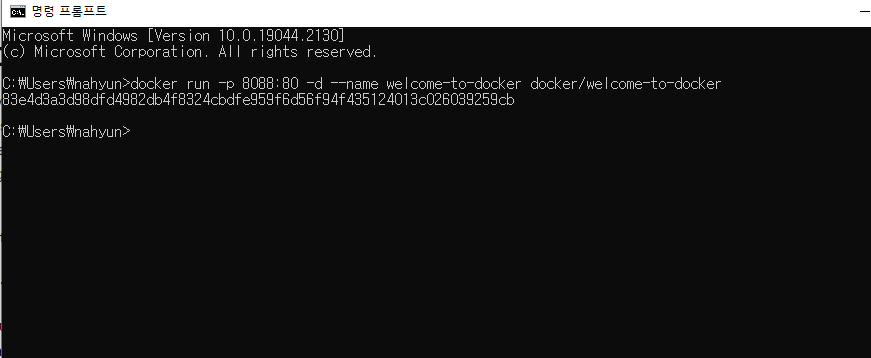 명령 프롬프트
Microsoft Windows [Version 10.0.19044.2130]
(c) Microsoft Corporation. All rights reserved.
C:₩Users₩nahyun>docker run -p 8088:80 -d --name welcome-to-docker docker/welcome-to-docker
83e4d3a3d98dfd4982db4f8324cbdfe959f6d56f94f435124013c026039259cb
C:₩Users₩nahyun>